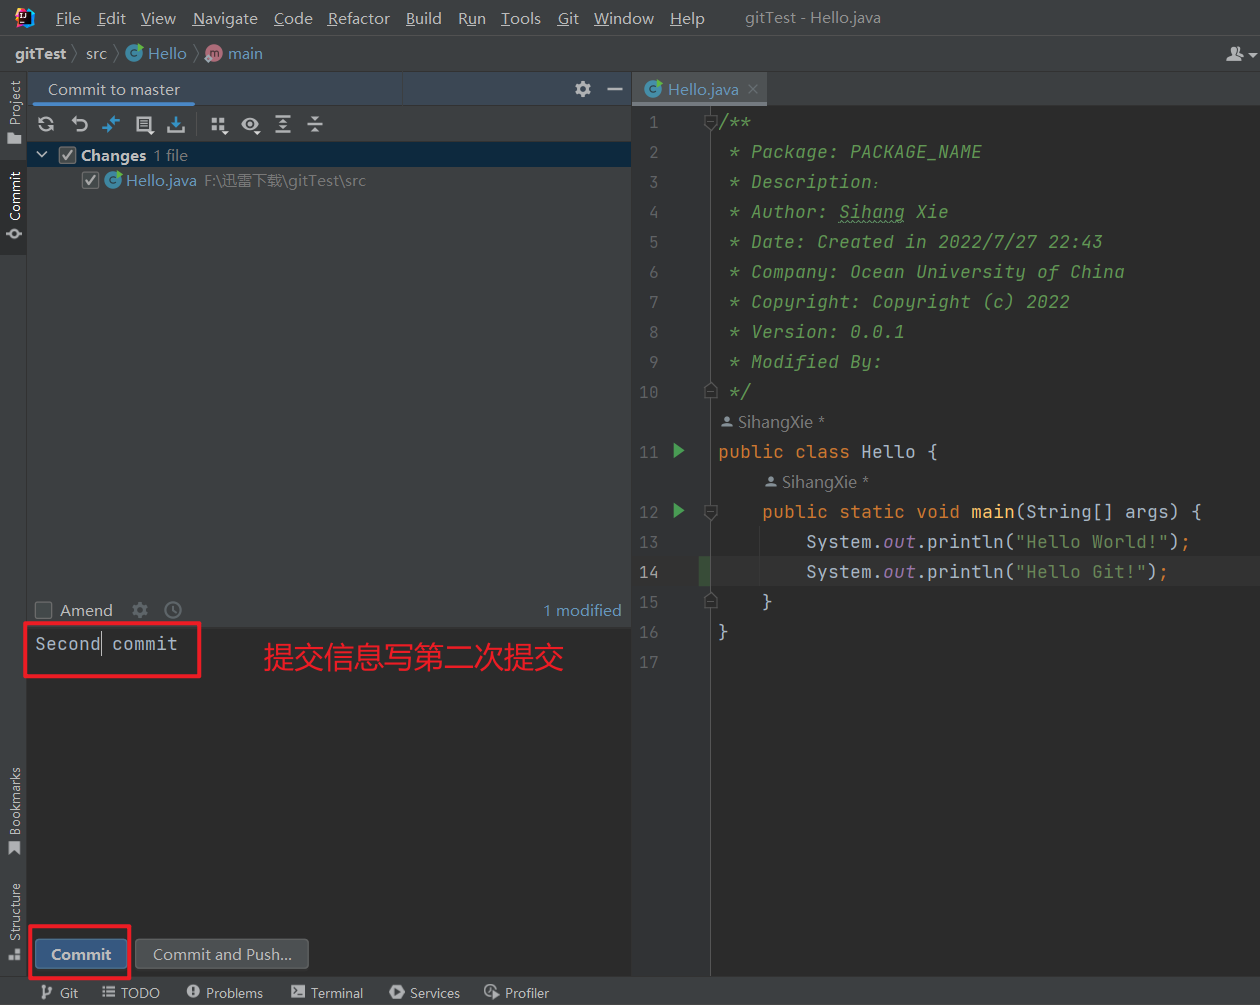 File Edit View Navigate Code Refactor Build Run Tools Git Window Help gitTest - Hello.java
gitTest src Hello main
Project
Commit
Bookmarks
Structure
Commit to master
Changes 1 file
Hello.java F:\迅雷下载\gitTest\src
Amend 1 modified
Second commit
提交信息写第二次提交
Commit Commit and Push...
Hello.java
1 /**
2 * Package: PACKAGE_NAME
3 * Description：
4 * Author: Sihang Xie
5 * Date: Created in 2022/7/27 22:43
6 * Company: Ocean University of China
7 * Copyright: Copyright (c) 2022
8 * Version: 0.0.1
9 * Modified By:
10 */
SihangXie *
11 public class Hello {
SihangXie *
12 public static void main(String[] args) {
13 System.out.println("Hello World!");
14 System.out.println("Hello Git!");
15 }
16 }
17
Git TODO Problems Terminal Services Profiler